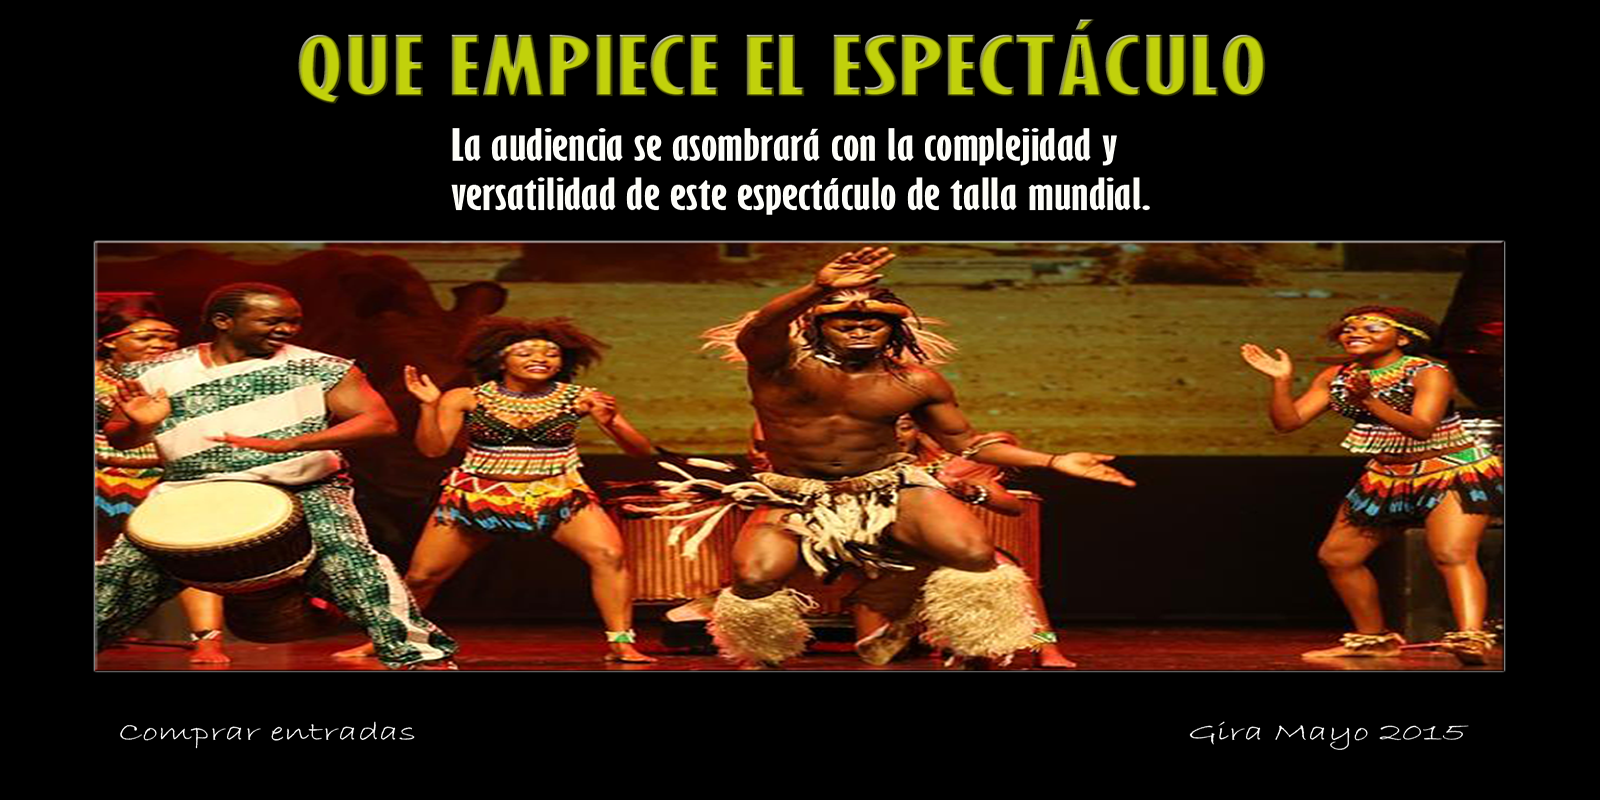 QUE EMPIECE EL ESPECTÁCULO
La audiencia se asombrará con la complejidad y
versatilidad de este espectáculo de talla mundial.
Comprar entradas
Gira Mayo 2015